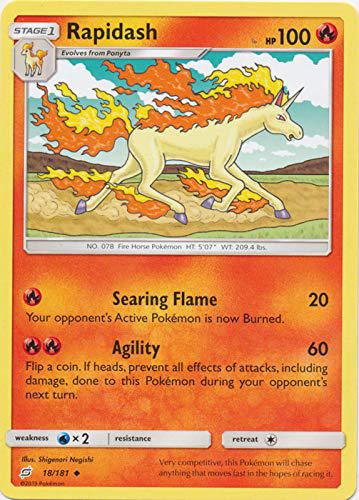 STAGE 1
Rapidash
HP 100
Evolves from Ponyta
NO. 078 Fire Horse Pokémon HT: 5'07" WT: 209.4 lbs.
Searing Flame 20
Your opponent's Active Pokémon is now Burned.
Agility 60
Flip a coin. If heads, prevent all effects of attacks, including
damage, done to this Pokémon during your opponent's
next turn.
weakness ×2 resistance retreat
Illus. Shigenori Negishi
18/181
©2019 Pokémon
Very competitive, this Pokémon will chase
anything that moves fast in the hopes of racing it.